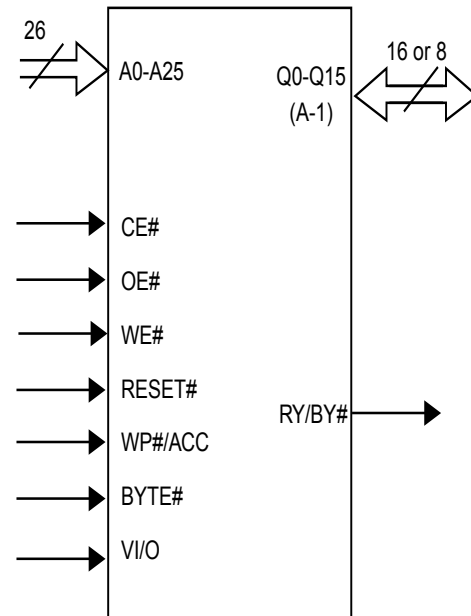 26
16 or 8
A0-A25
Q0-Q15
(A-1)
CE#
OE#
WE#
RESET#
RY/BY#
WP#/ACC
BYTE#
VI/O